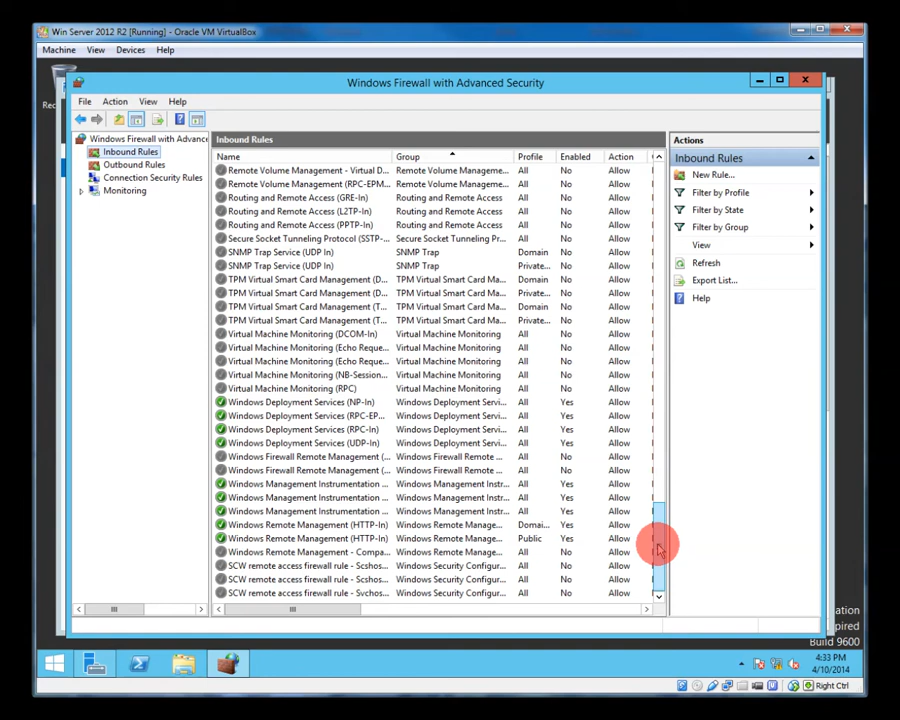 Win Server 2012 R2 [Running] - Oracle VM VirtualBox
Machine View Devices Help
Rec
Windows Firewall with Advanced Security
File Action View Help
Windows Firewall with Advanc
Inbound Rules
Outbound Rules
Connection Security Rules
Monitoring
Inbound Rules
Name Group Profile Enabled Action
Remote Volume Management - Virtual D... Remote Volume Manageme... All No Allow
Remote Volume Management (RPC-EPM... Remote Volume Manageme... All No Allow
Routing and Remote Access (GRE-In) Routing and Remote Access All No Allow
Routing and Remote Access (L2TP-In) Routing and Remote Access All No Allow
Routing and Remote Access (PPTP-In) Routing and Remote Access All No Allow
Secure Socket Tunneling Protocol (SSTP-... Secure Socket Tunneling Pr... All No Allow
SNMP Trap Service (UDP In) SNMP Trap Domain No Allow
SNMP Trap Service (UDP In) SNMP Trap Private... No Allow
TPM Virtual Smart Card Management (D... TPM Virtual Smart Card Ma... Domain No Allow
TPM Virtual Smart Card Management (D... TPM Virtual Smart Card Ma... Private... No Allow
TPM Virtual Smart Card Management (T... TPM Virtual Smart Card Ma... Domain No Allow
TPM Virtual Smart Card Management (T... TPM Virtual Smart Card Ma... Private... No Allow
Virtual Machine Monitoring (DCOM-In) Virtual Machine Monitoring All No Allow
Virtual Machine Monitoring (Echo Reque... Virtual Machine Monitoring All No Allow
Virtual Machine Monitoring (Echo Reque... Virtual Machine Monitoring All No Allow
Virtual Machine Monitoring (NB-Session... Virtual Machine Monitoring All No Allow
Virtual Machine Monitoring (RPC) Virtual Machine Monitoring All No Allow
Windows Deployment Services (NP-In) Windows Deployment Servi... All Yes Allow
Windows Deployment Services (RPC-EP... Windows Deployment Servi... All Yes Allow
Windows Deployment Services (RPC-In) Windows Deployment Servi... All Yes Allow
Windows Deployment Services (UDP-In) Windows Deployment Servi... All Yes Allow
Windows Firewall Remote Management (... Windows Firewall Remote ... All No Allow
Windows Firewall Remote Management (... Windows Firewall Remote ... All No Allow
Windows Management Instrumentation ... Windows Management Instr... All Yes Allow
Windows Management Instrumentation ... Windows Management Instr... All Yes Allow
Windows Management Instrumentation ... Windows Management Instr... All Yes Allow
Windows Remote Management (HTTP-In) Windows Remote Manage... Domai... Yes Allow
Windows Remote Management (HTTP-In) Windows Remote Manage... Public Yes Allow
Windows Remote Management - Compa... Windows Remote Manage... All No Allow
SCW remote access firewall rule - Scshos... Windows Security Configur... All No Allow
SCW remote access firewall rule - Scshos... Windows Security Configur... All No Allow
SCW remote access firewall rule - Svchos... Windows Security Configur... All No Allow
Actions
Inbound Rules
New Rule...
Filter by Profile
Filter by State
Filter by Group
View
Refresh
Export List...
Help
ation
pired
Build 9600
4:33 PM
4/10/2014
Right Ctrl